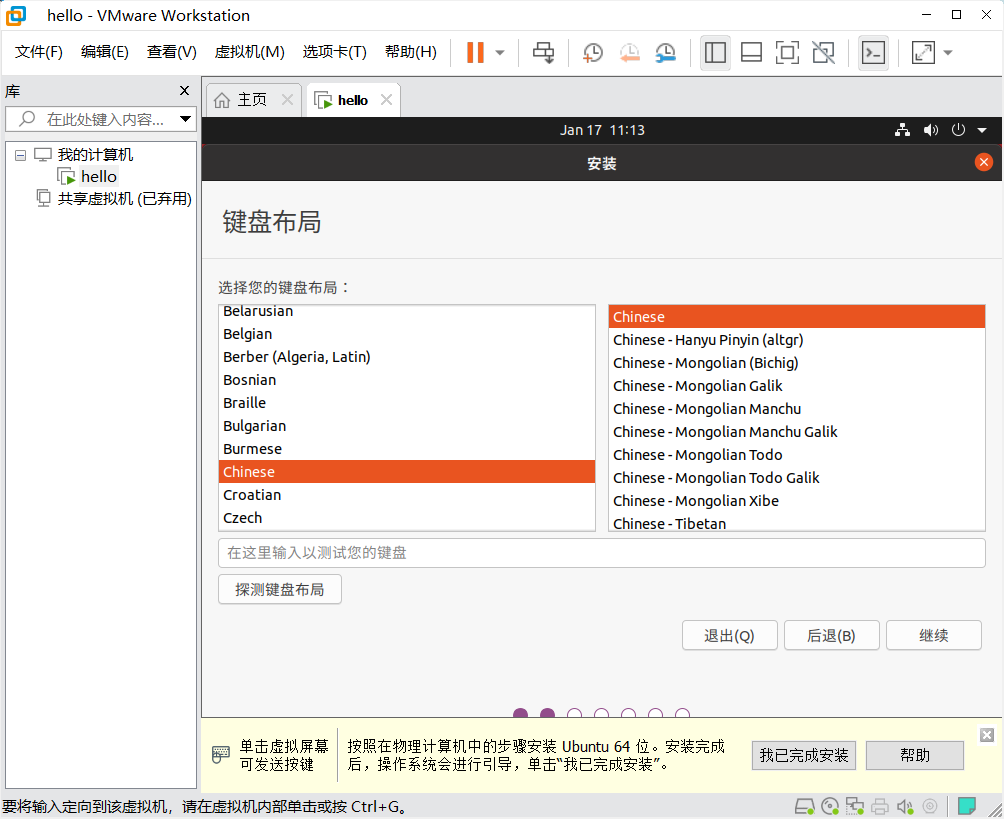 hello - VMware Workstation
文件(F) 编辑(E) 查看(V) 虚拟机(M) 选项卡(T) 帮助(H)
库
在此处键入内容...
我的计算机
hello
共享虚拟机 (已弃用)
主页 hello
Jan 17 11:13
安装
键盘布局
选择您的键盘布局：
Belarusian
Belgian
Berber (Algeria, Latin)
Bosnian
Braille
Bulgarian
Burmese
Chinese
Croatian
Czech
Chinese
Chinese - Hanyu Pinyin (altgr)
Chinese - Mongolian (Bichig)
Chinese - Mongolian Galik
Chinese - Mongolian Manchu
Chinese - Mongolian Manchu Galik
Chinese - Mongolian Todo
Chinese - Mongolian Todo Galik
Chinese - Mongolian Xibe
Chinese - Tibetan
在这里输入以测试您的键盘
探测键盘布局
退出(Q) 后退(B) 继续
单击虚拟屏幕
可发送按键
按照在物理计算机中的步骤安装 Ubuntu 64 位。安装完成
后，操作系统会进行引导，单击“我已完成安装”。
我已完成安装 帮助
要将输入定向到该虚拟机，请在虚拟机内部单击或按 Ctrl+G。